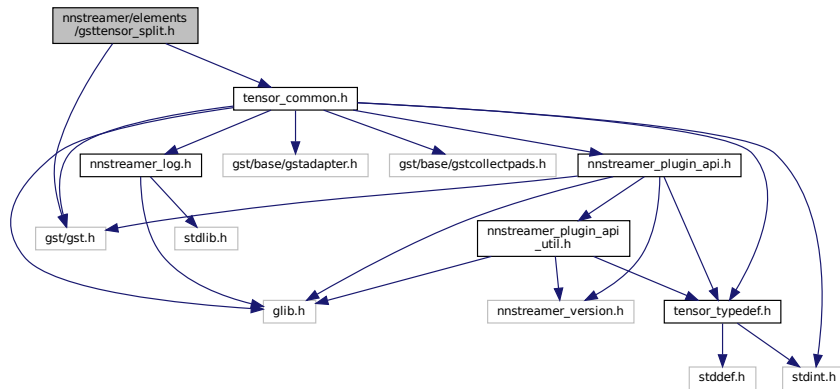 nnstreamer/elements
/gsttensor_split.h
tensor_common.h
nnstreamer_log.h
gst/base/gstadapter.h
gst/base/gstcollectpads.h
nnstreamer_plugin_api.h
gst/gst.h
stdlib.h
nnstreamer_plugin_api
_util.h
glib.h
nnstreamer_version.h
tensor_typedef.h
stddef.h
stdint.h